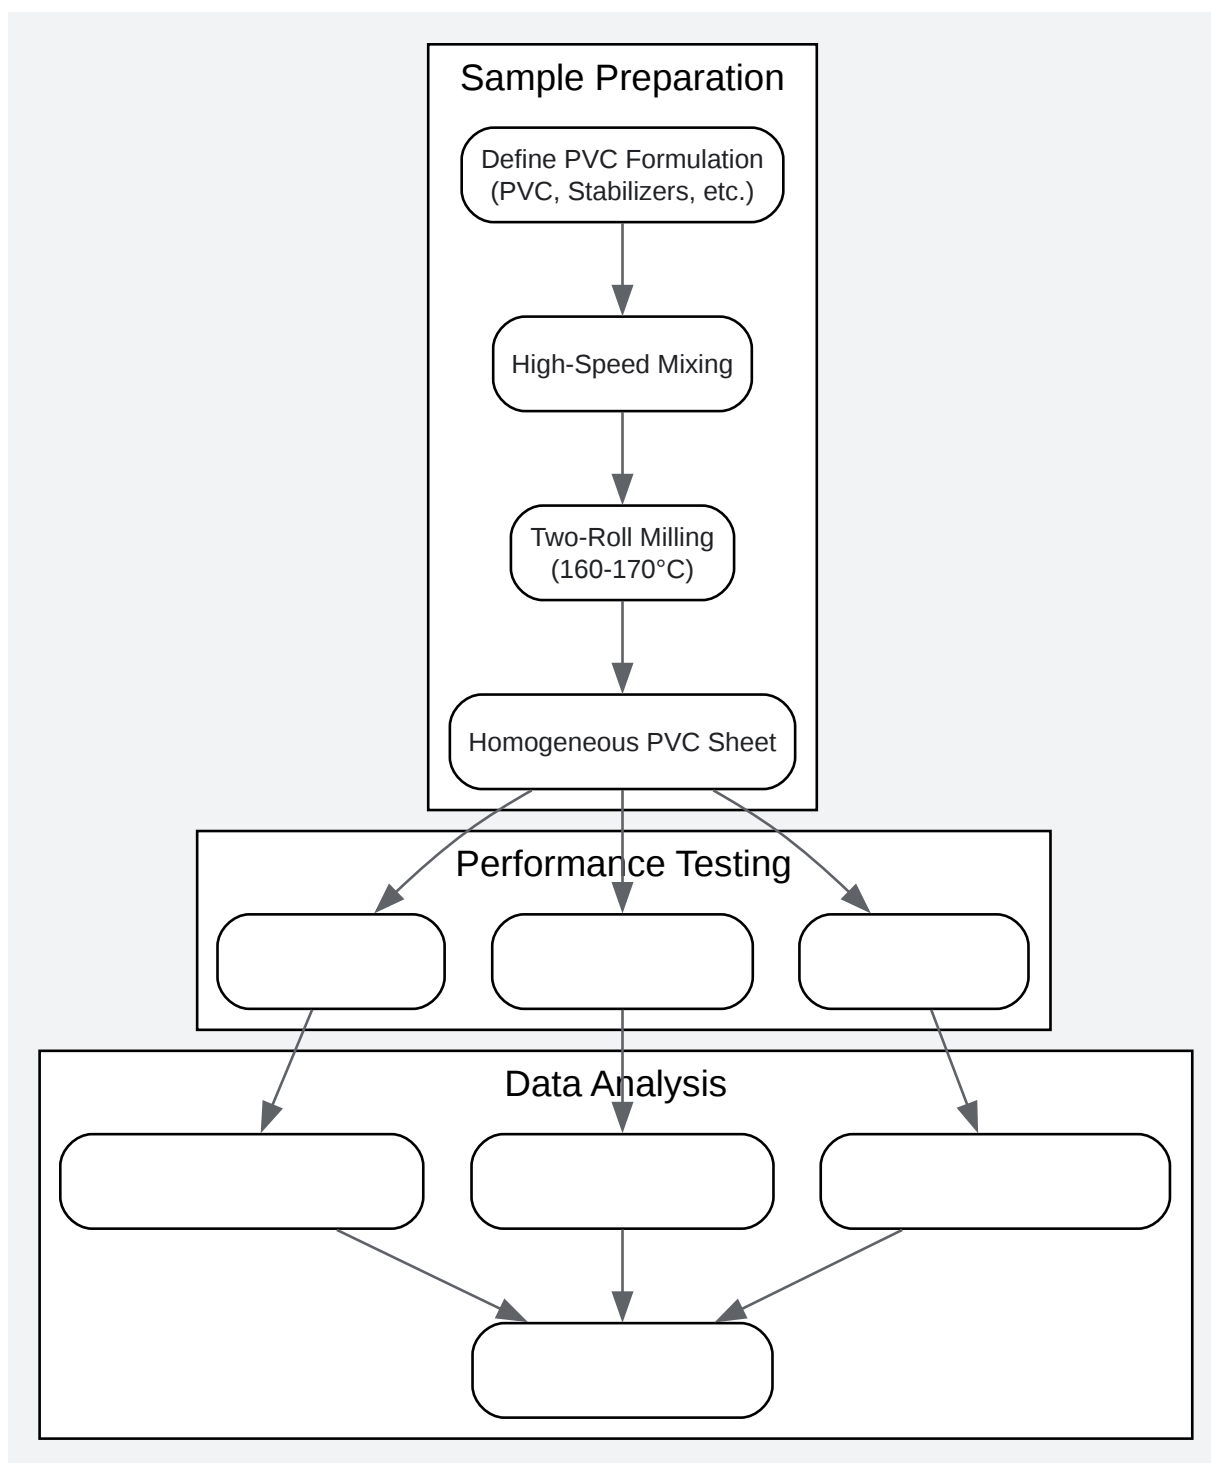 Sample Preparation
Define PVC Formulation
(PVC, Stabilizers, etc.)
High-Speed Mixing
Two-Roll Milling
(160-170°C)
Homogeneous PVC Sheet
Performance Testing
Data Analysis